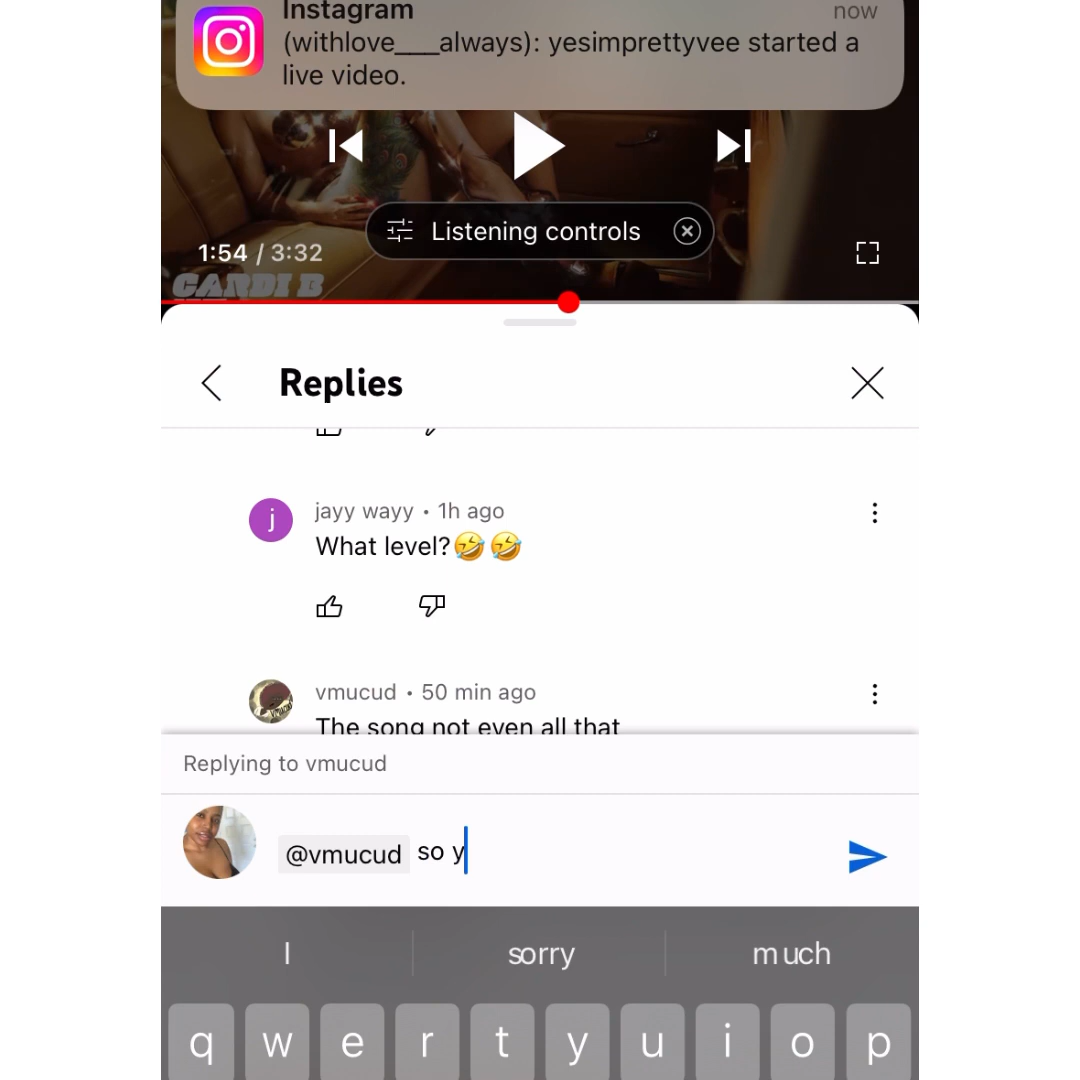 Instagram
now
(withlove___always): yesimprettyvee started a
live video.
Listening controls
1:54 / 3:32
CARDI B
Replies
j
jayy wayy • 1h ago
What level?🤣🤣
vmucud • 50 min ago
The song not even all that
Replying to vmucud
@vmucud so y
I sorry much
q w e r t y u i o p